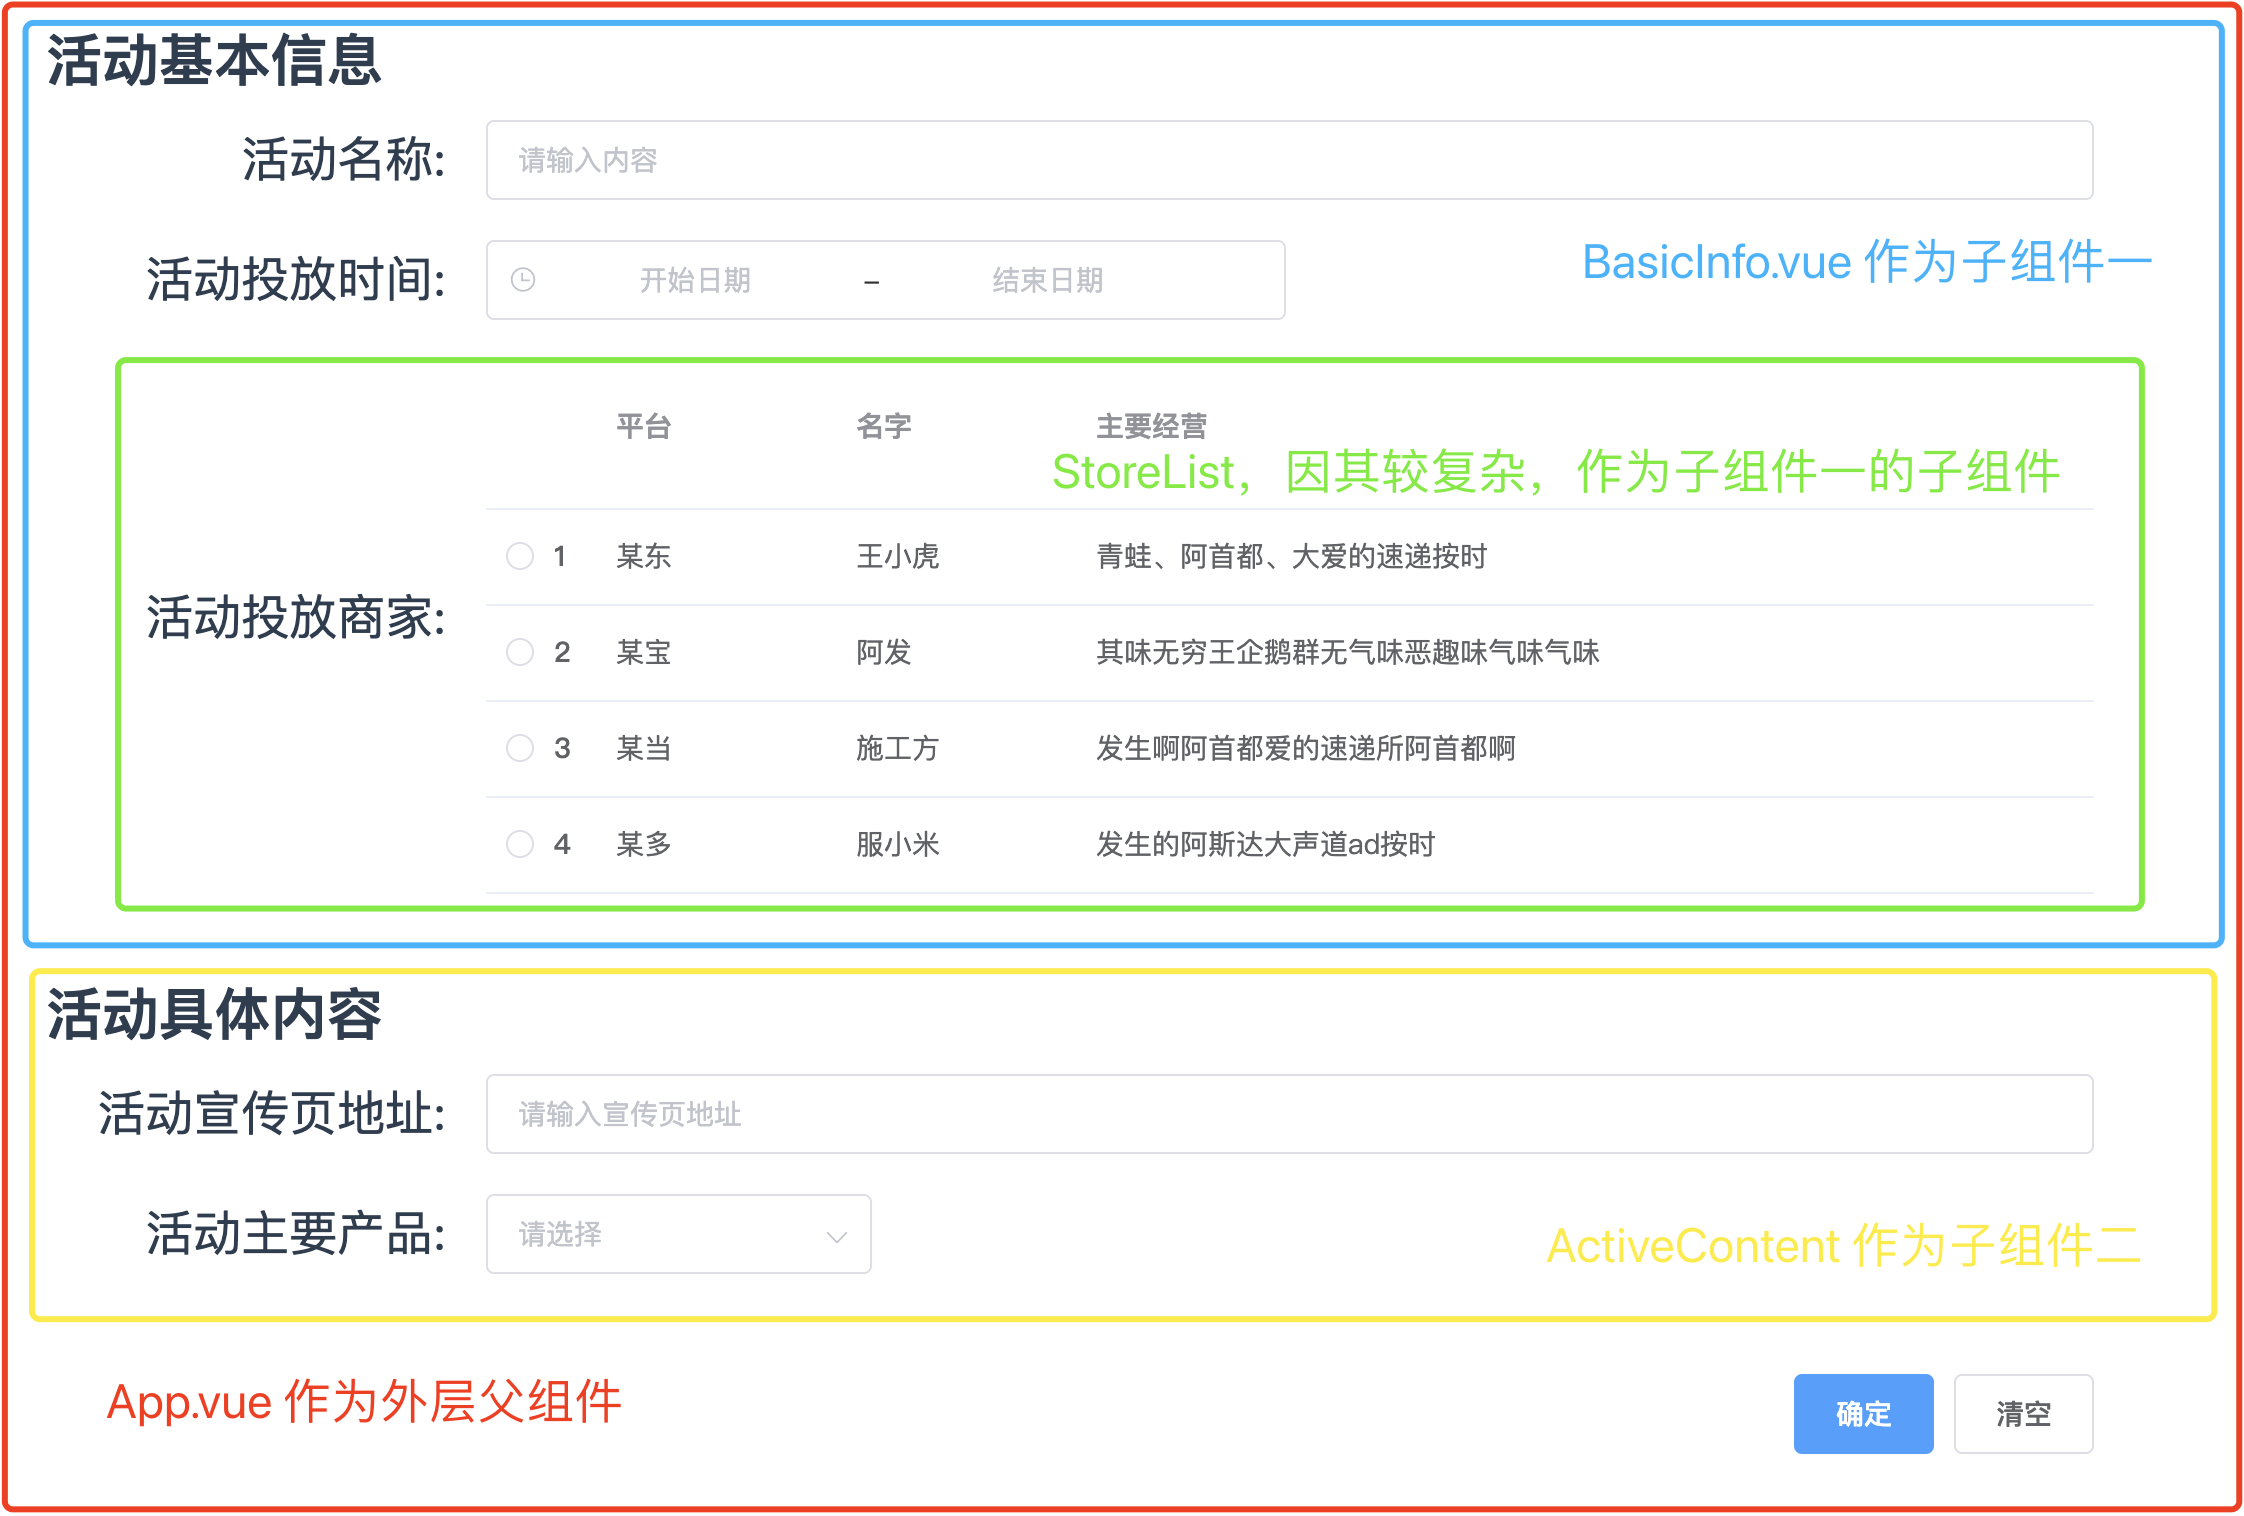 活动基本信息
活动名称:
请输入内容
活动投放时间:
开始日期 – 结束日期
BasicInfo.vue 作为子组件一
平台 名字 主要经营
StoreList，因其较复杂，作为子组件一的子组件
活动投放商家:
1 某东 王小虎 青蛙、阿首都、大爱的速递按时
2 某宝 阿发 其味无穷王企鹅群无气味恶趣味气味气味
3 某当 施工方 发生啊阿首都爱的速递所阿首都啊
4 某多 服小米 发生的阿斯达大声道ad按时
活动具体内容
活动宣传页地址:
请输入宣传页地址
活动主要产品:
请选择
ActiveContent 作为子组件二
App.vue 作为外层父组件
确定
清空